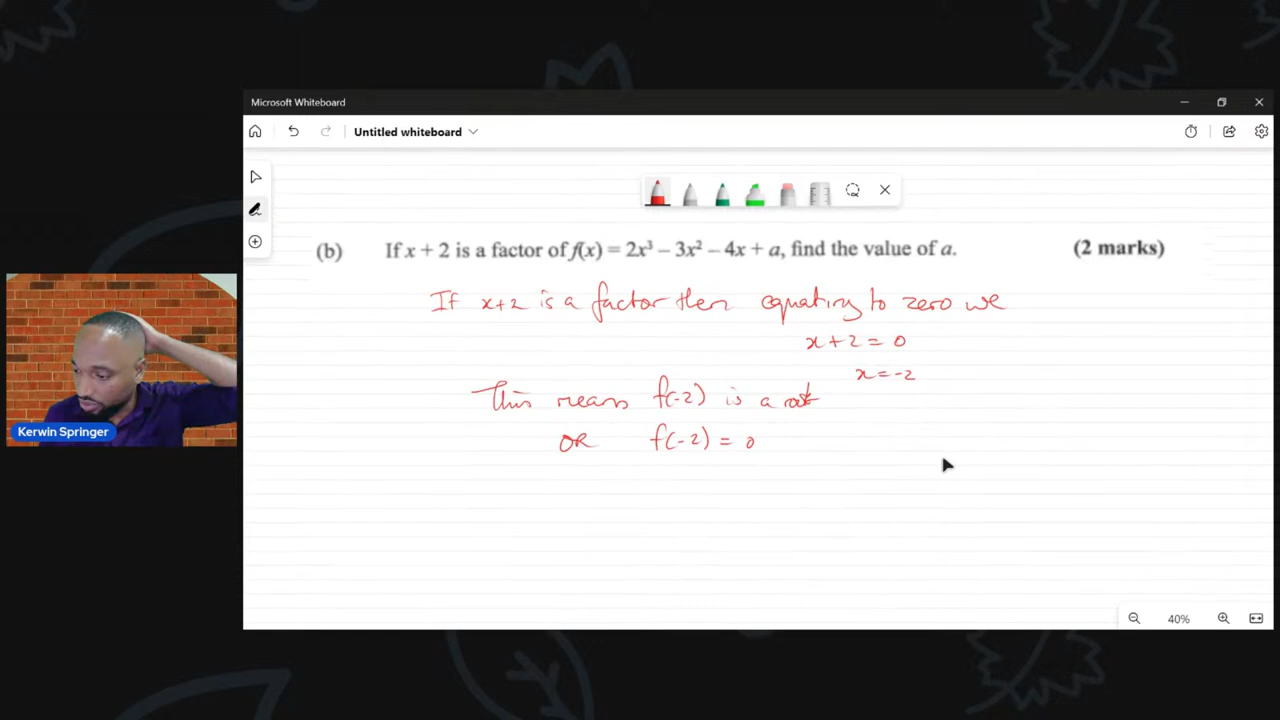 Microsoft Whiteboard
Untitled whiteboard
(b) If x + 2 is a factor of f(x) = 2x³ – 3x² – 4x + a, find the value of a. (2 marks)
If x+2 is a factor then equating to zero we
x+2 = 0
x = -2
This means f(-2) is a root
OR f(-2) = 0
Kerwin Springer
40%